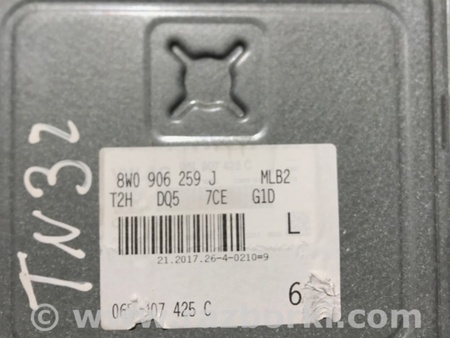 TN32
8W0 906 259 J MLB2
T2H DQ5 7CE G1D
L
21.2017.26-4-0210=9
907 425 C
6